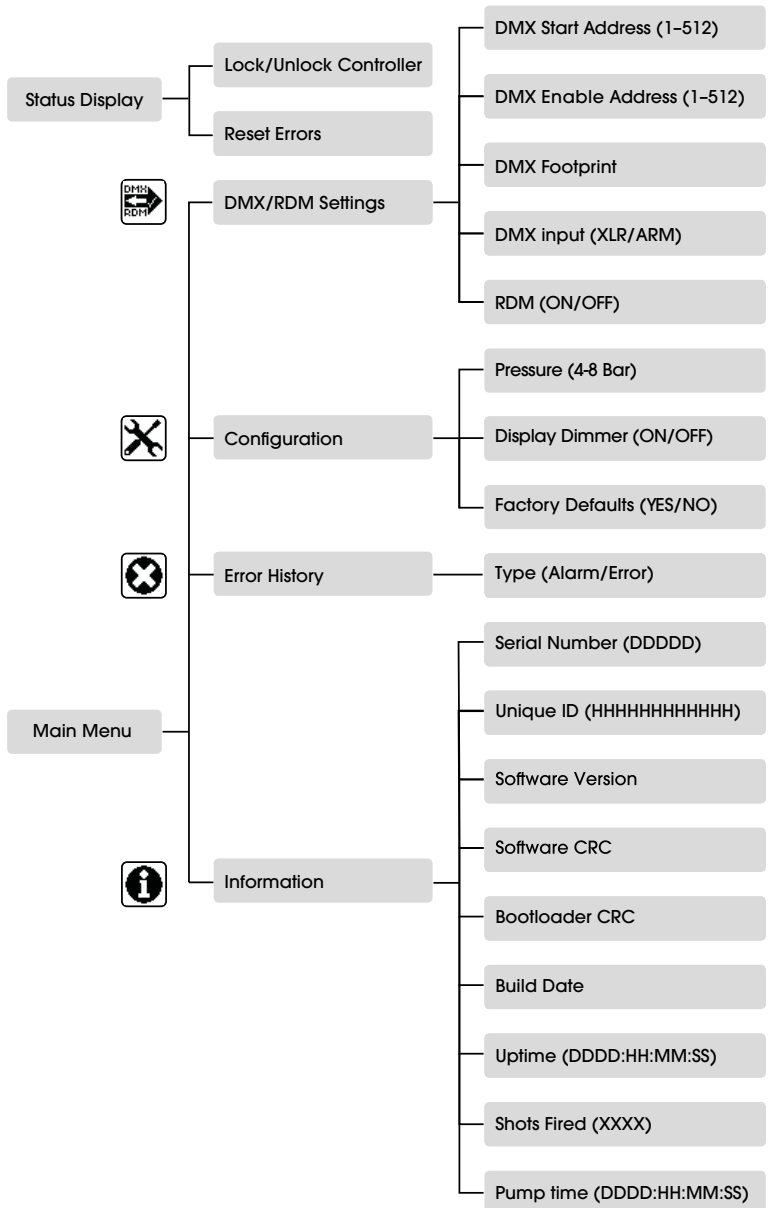 Status Display
Lock/Unlock Controller
Reset Errors
DMX
RDM
DMX/RDM Settings
DMX Start Address (1–512)
DMX Enable Address (1–512)
DMX Footprint
DMX input (XLR/ARM)
RDM (ON/OFF)
Configuration
Pressure (4-8 Bar)
Display Dimmer (ON/OFF)
Factory Defaults (YES/NO)
Error History
Type (Alarm/Error)
Main Menu
Information
Serial Number (DDDDD)
Unique ID (HHHHHHHHHHHH)
Software Version
Software CRC
Bootloader CRC
Build Date
Uptime (DDDD:HH:MM:SS)
Shots Fired (XXXX)
Pump time (DDDD:HH:MM:SS)